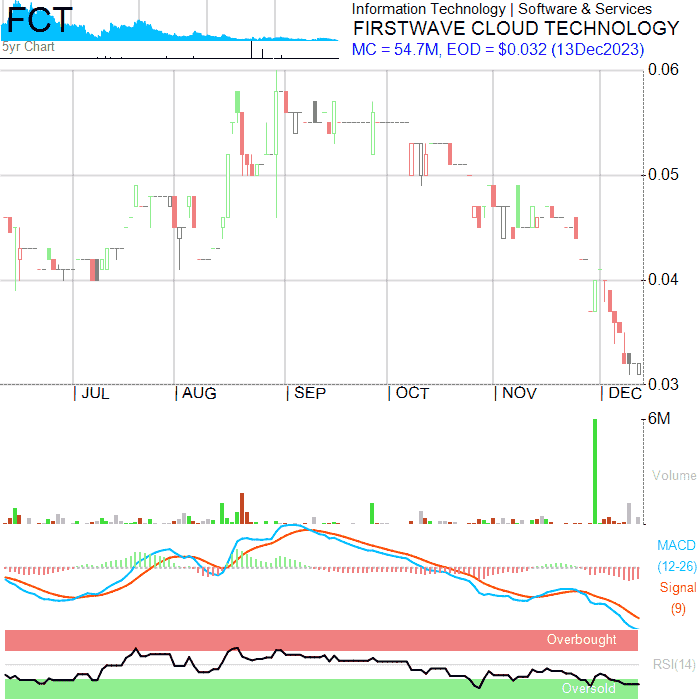 FCT
5yr Chart
Information Technology | Software & Services
FIRSTWAVE CLOUD TECHNOLOGY
MC = 54.7M, EOD = $0.032 (13Dec2023)
0.06
0.05
0.04
0.03
| JUL | AUG | SEP | OCT | NOV | DEC
6M
Volume
MACD
(12-26)
Signal
(9)
Overbought
RSI(14)
Oversold